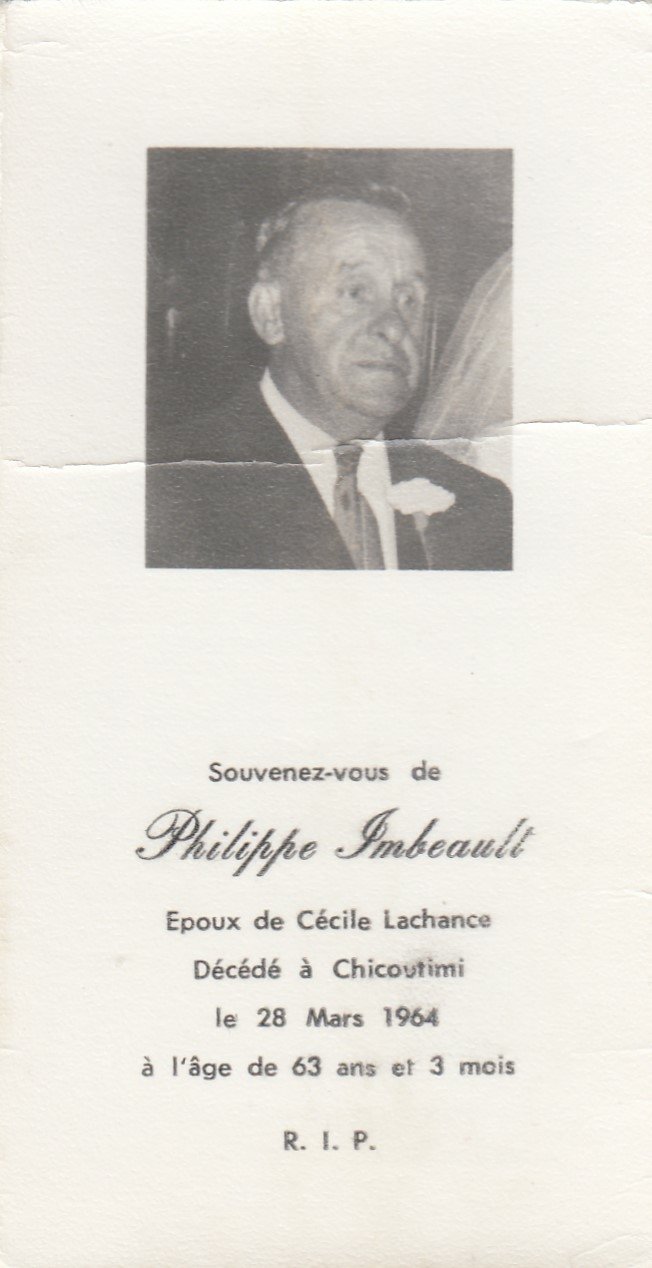 Souvenez-vous de
Philippe Imbeault
Epoux de Cécile Lachance
Décédé à Chicoutimi
le 28 Mars 1964
à l'âge de 63 ans et 3 mois
R. I. P.